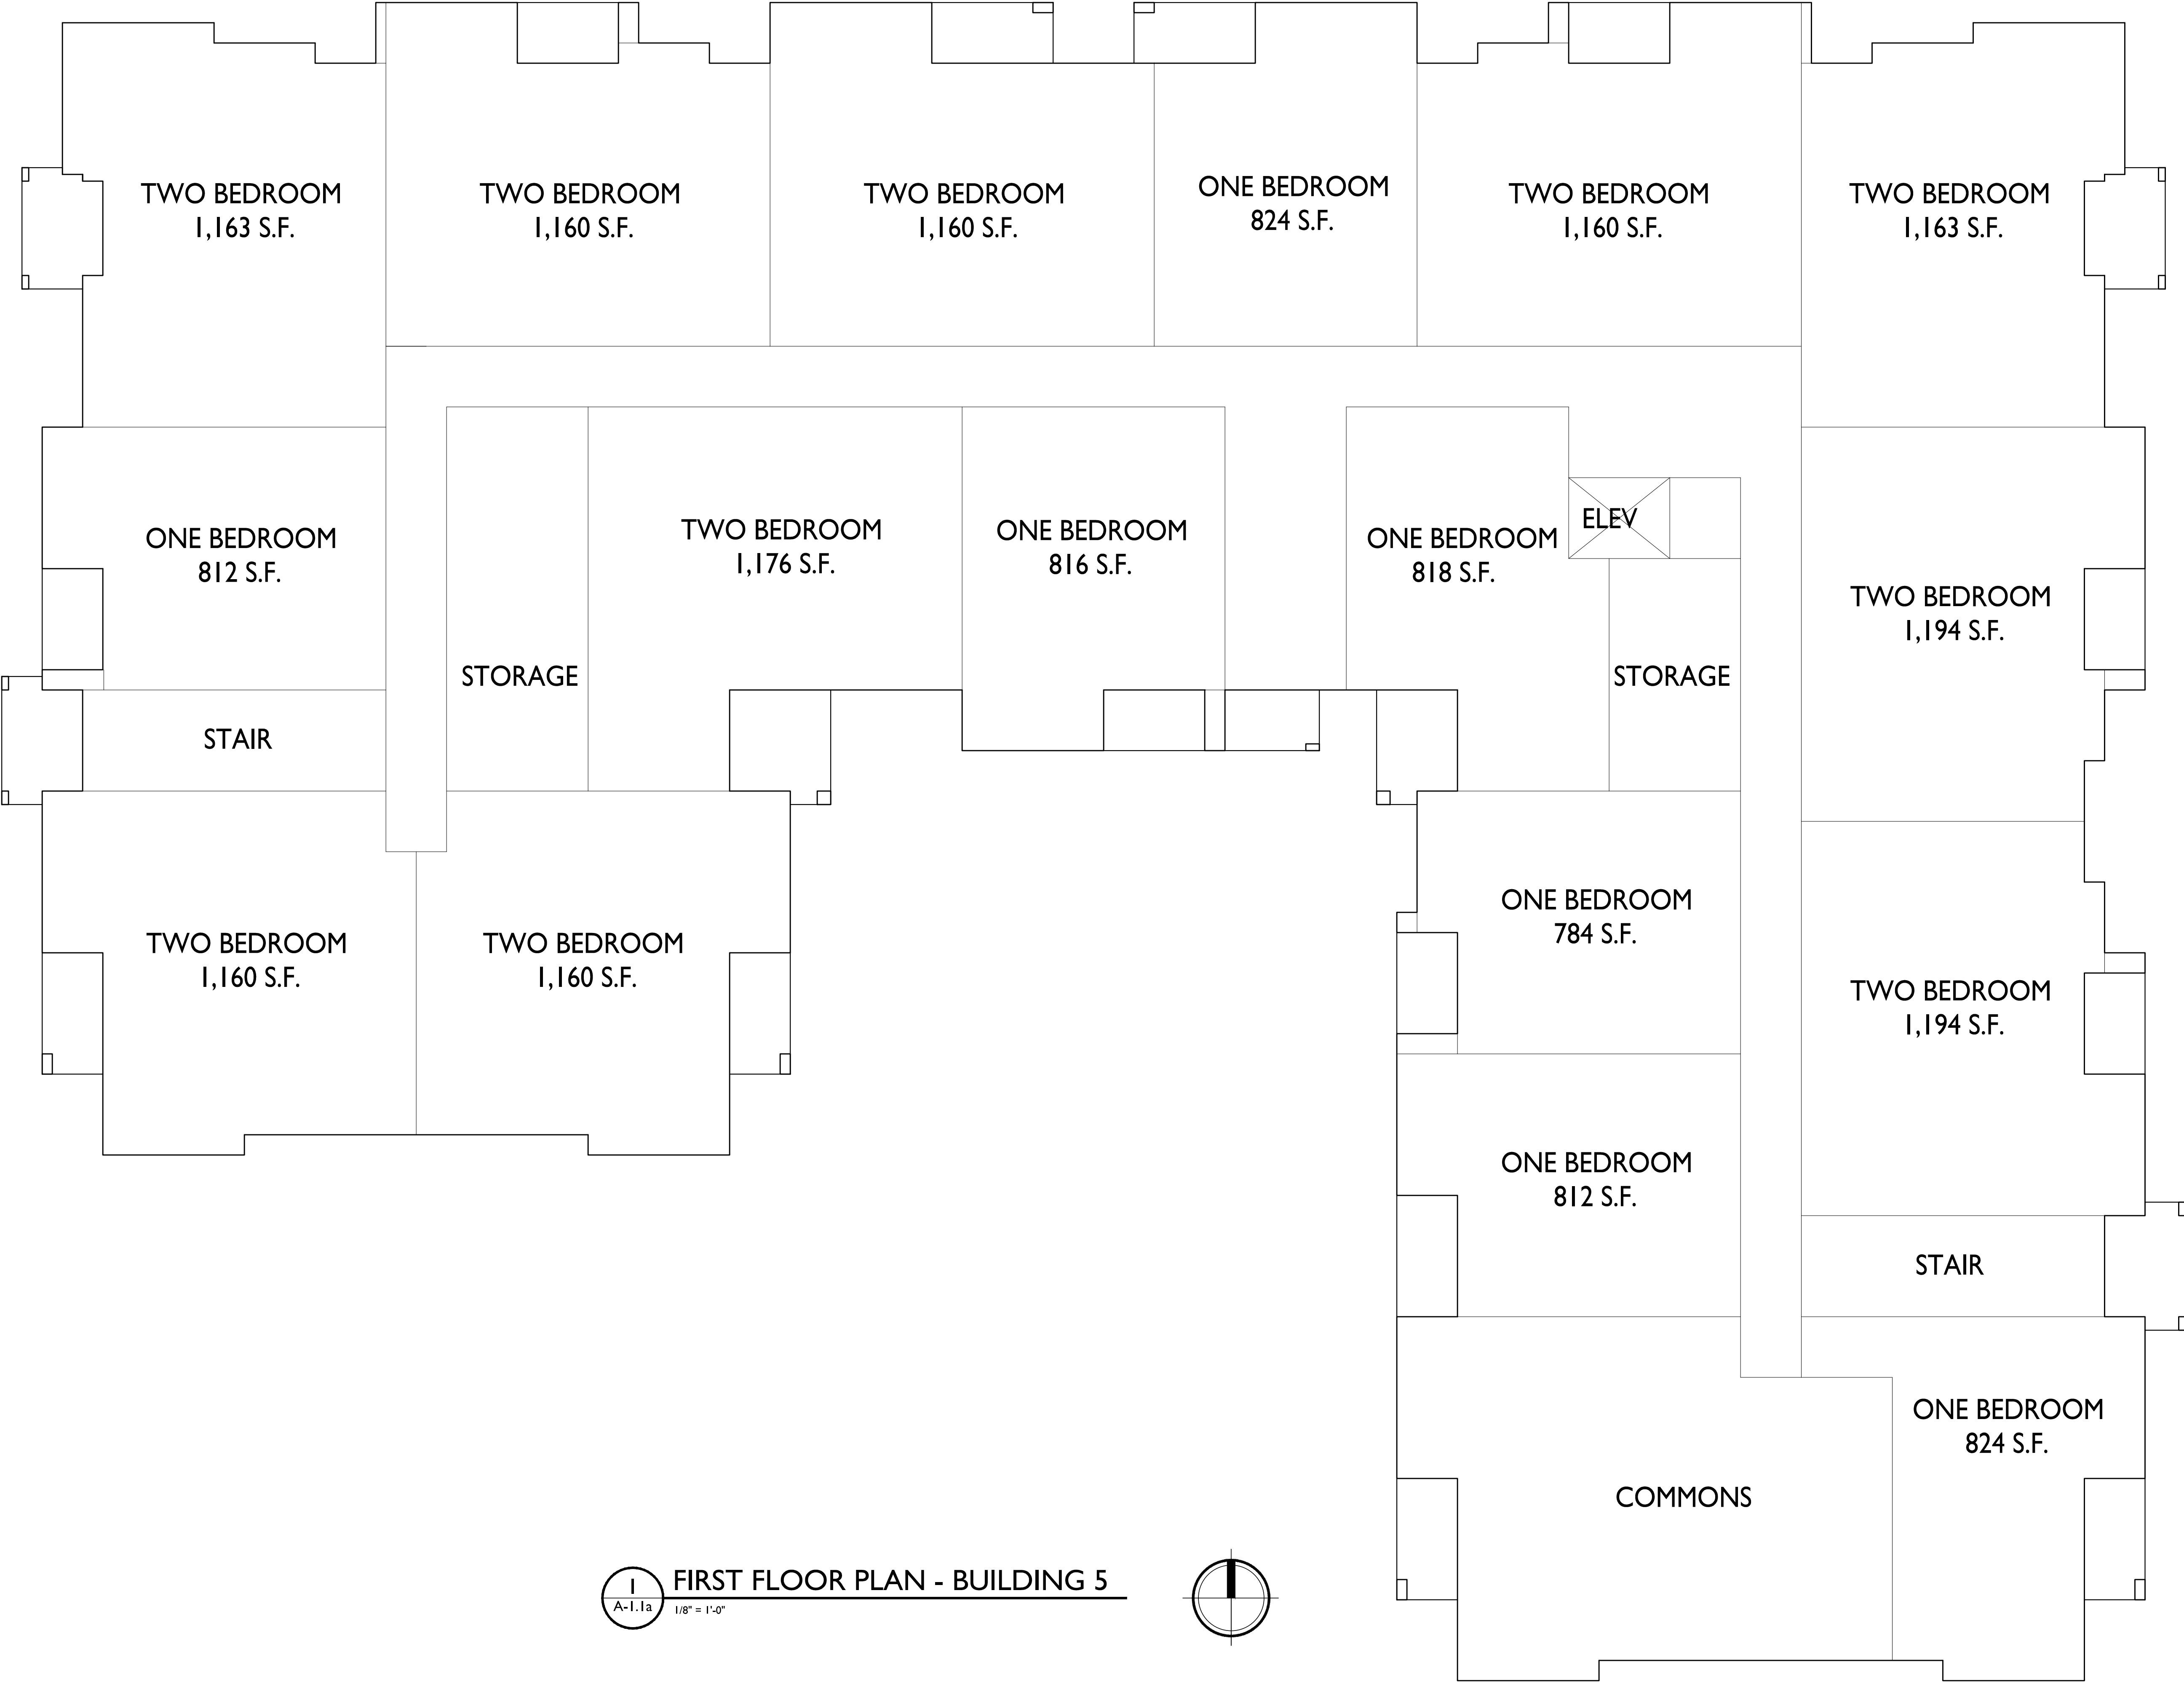 TWO BEDROOM
1,163 S.F.
TWO BEDROOM
1,160 S.F.
TWO BEDROOM
1,160 S.F.
ONE BEDROOM
824 S.F.
TWO BEDROOM
1,160 S.F.
TWO BEDROOM
1,163 S.F.
ONE BEDROOM
812 S.F.
TWO BEDROOM
1,176 S.F.
ONE BEDROOM
816 S.F.
ONE BEDROOM
818 S.F.
ELEV
TWO BEDROOM
1,194 S.F.
STORAGE
STORAGE
STAIR
TWO BEDROOM
1,160 S.F.
TWO BEDROOM
1,160 S.F.
ONE BEDROOM
784 S.F.
TWO BEDROOM
1,194 S.F.
ONE BEDROOM
812 S.F.
STAIR
ONE BEDROOM
824 S.F.
COMMONS
1
A-1.1a
FIRST FLOOR PLAN - BUILDING 5
1/8" = 1'-0"